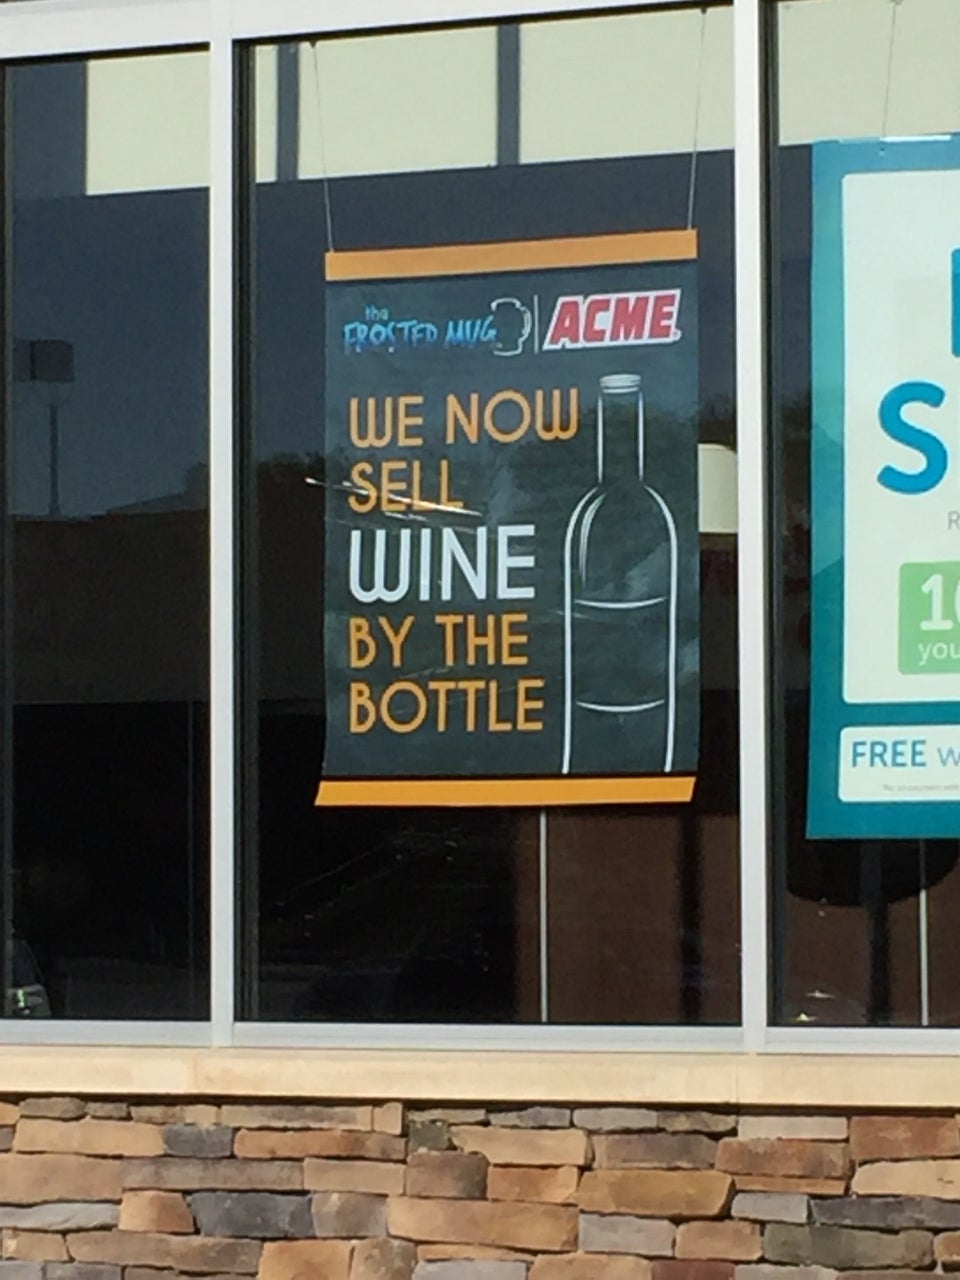 the
FROSTED MUG | ACME
WE NOW
SELL
WINE
BY THE
BOTTLE
FREE